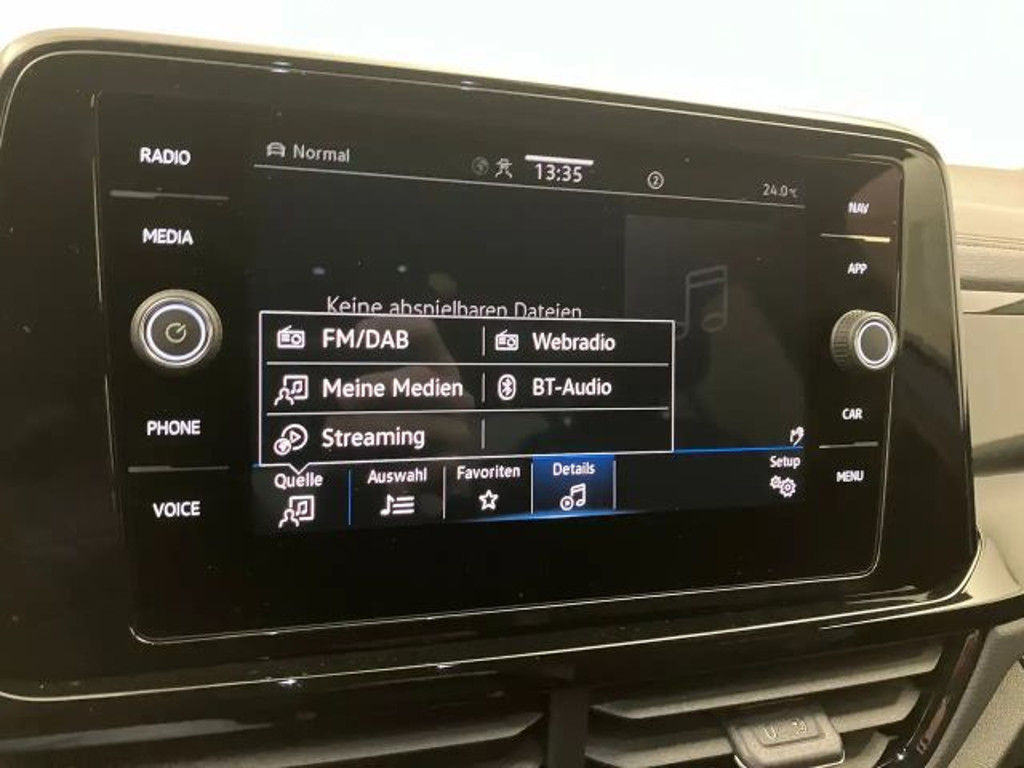 RADIO
MEDIA
PHONE
VOICE
Normal
13:35
2
24.0°C
Keine abspielbaren Dateien
FM/DAB
Webradio
Meine Medien
BT-Audio
Streaming
Quelle
Auswahl
Favoriten
Details
Setup
NAV
APP
CAR
MENU